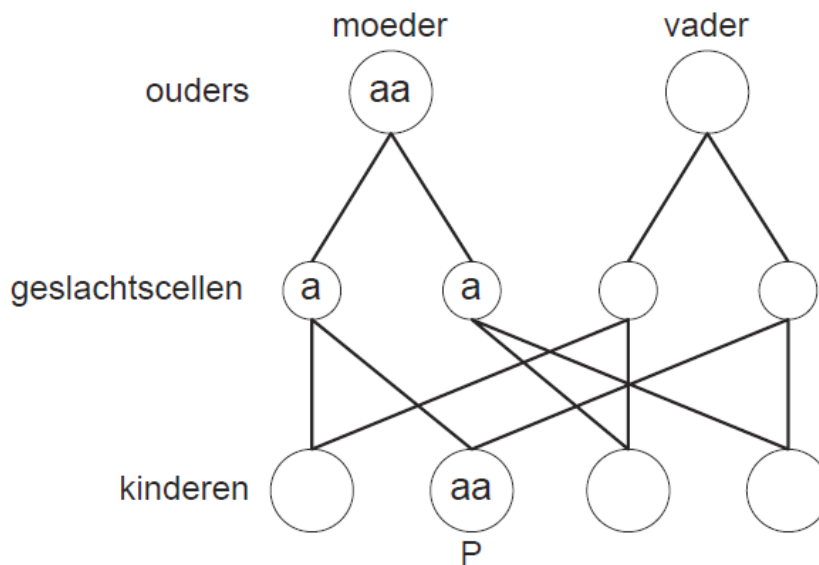 moeder vader
ouders aa
geslachtscellen a a
kinderen aa
P